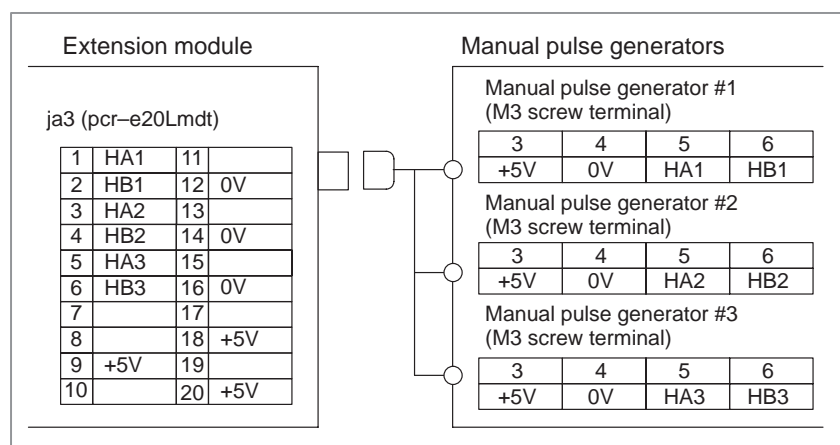 Extension module
Manual pulse generators
ja3 (pcr–e20Lmdt)
1 HA1 11
2 HB1 12 0V
3 HA2 13
4 HB2 14 0V
5 HA3 15
6 HB3 16 0V
7 17
8 18 +5V
9 +5V 19
10 20 +5V
Manual pulse generator #1
(M3 screw terminal)
3 4 5 6
+5V 0V HA1 HB1
Manual pulse generator #2
(M3 screw terminal)
3 4 5 6
+5V 0V HA2 HB2
Manual pulse generator #3
(M3 screw terminal)
3 4 5 6
+5V 0V HA3 HB3